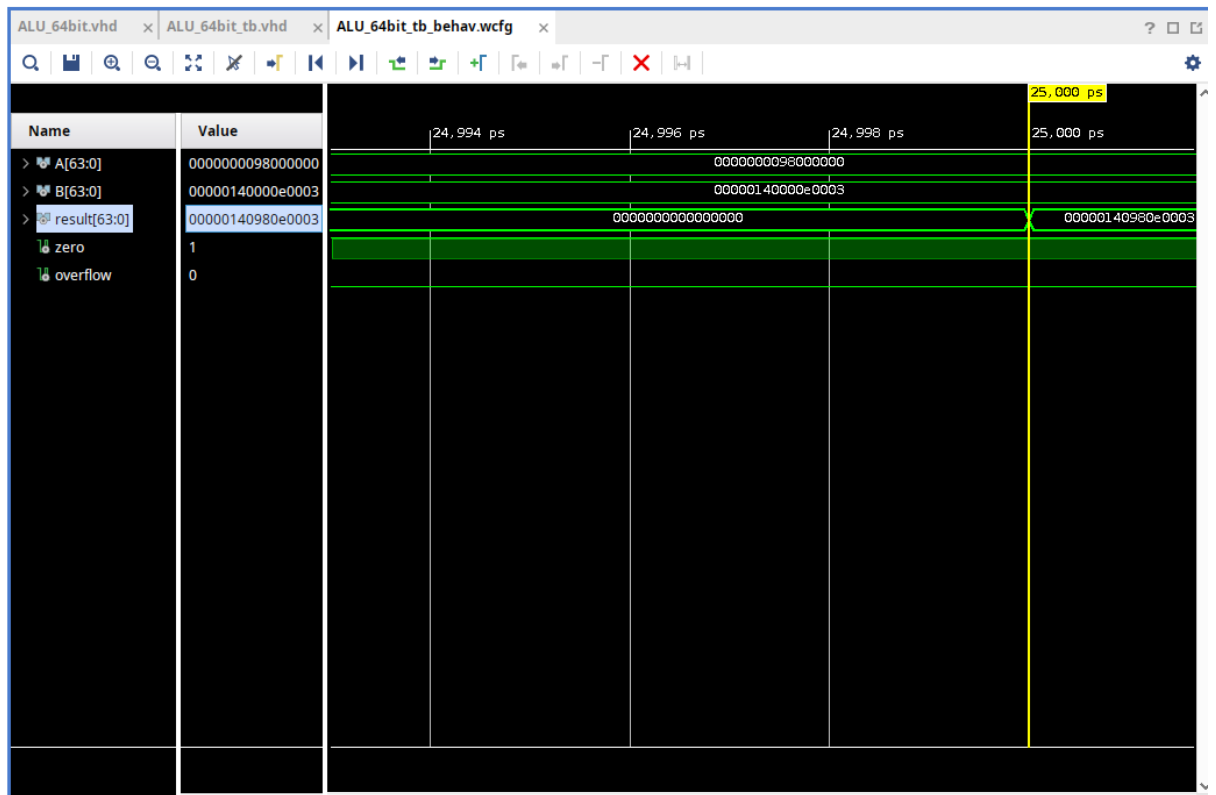 ALU_64bit.vhd × ALU_64bit_tb.vhd × ALU_64bit_tb_behav.wcfg × ?
25,000 ps
Name Value 24,994 ps 24,996 ps 24,998 ps 25,000 ps
A[63:0] 0000000098000000 0000000098000000
B[63:0] 00000140000e0003 00000140000e0003
result[63:0] 00000140980e0003 0000000000000000 00000140980e0003
zero 1
overflow 0